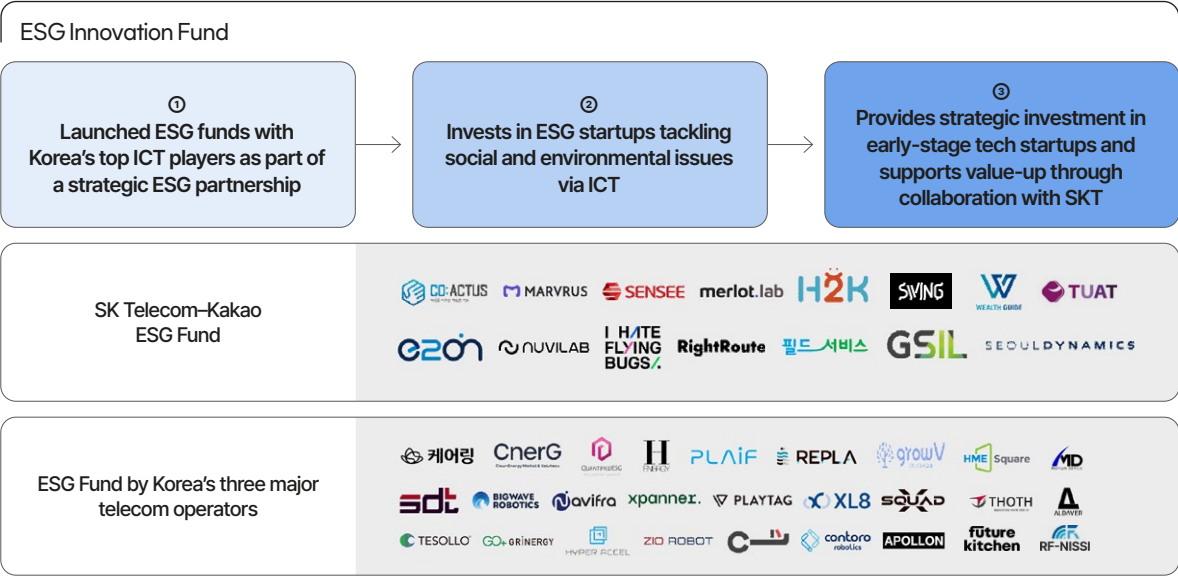 ESG Innovation Fund
①
Launched ESG funds with
Korea's top ICT players as part of
a strategic ESG partnership
②
Invests in ESG startups tackling
social and environmental issues
via ICT
③
Provides strategic investment in
early-stage tech startups and
supports value-up through
collaboration with SKT
SK Telecom–Kakao
ESG Fund
CO:ACTUS
MARVRUS
SENSEE
merlot.lab
H2K
SWING
WEALTH GUIDE
TUAT
e2on
NUVILAB
I HATE
FLYING
BUGS/.
RightRoute
필드 서비스
GSIL
SEOULDYNAMICS
ESG Fund by Korea's three major
telecom operators
케어링
CnerG
CleanEnergy Market & Solutions
QUANTIFIED ESG
H
ENERGY
PLAIF
REPLA
growV
HME Square
MD
sdt
BIGWAVE
ROBOTICS
Navifra
xpanner.
PLAYTAG
XL8
SQUAD
THOTH
ALDAVER
TESOLLO
GO+ GRINERGY
HYPER ACCEL
ZIO ROBOT
contoro
robotics
APOLLON
future
kitchen
RF-NISSI